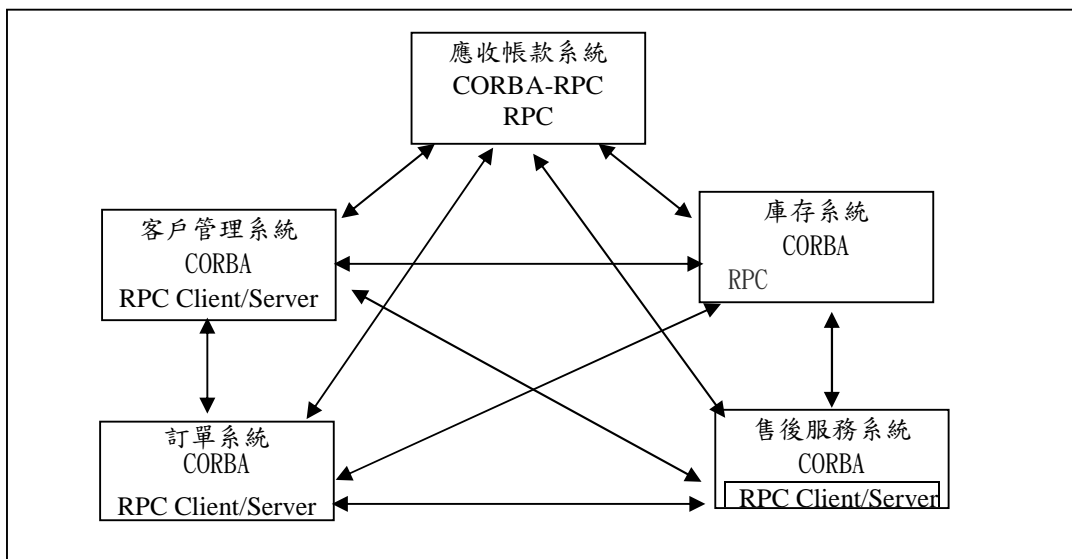 應收帳款系統
CORBA-RPC
RPC
客戶管理系統
CORBA
RPC Client/Server
庫存系統
CORBA
RPC
訂單系統
CORBA
RPC Client/Server
售後服務系統
CORBA
RPC Client/Server